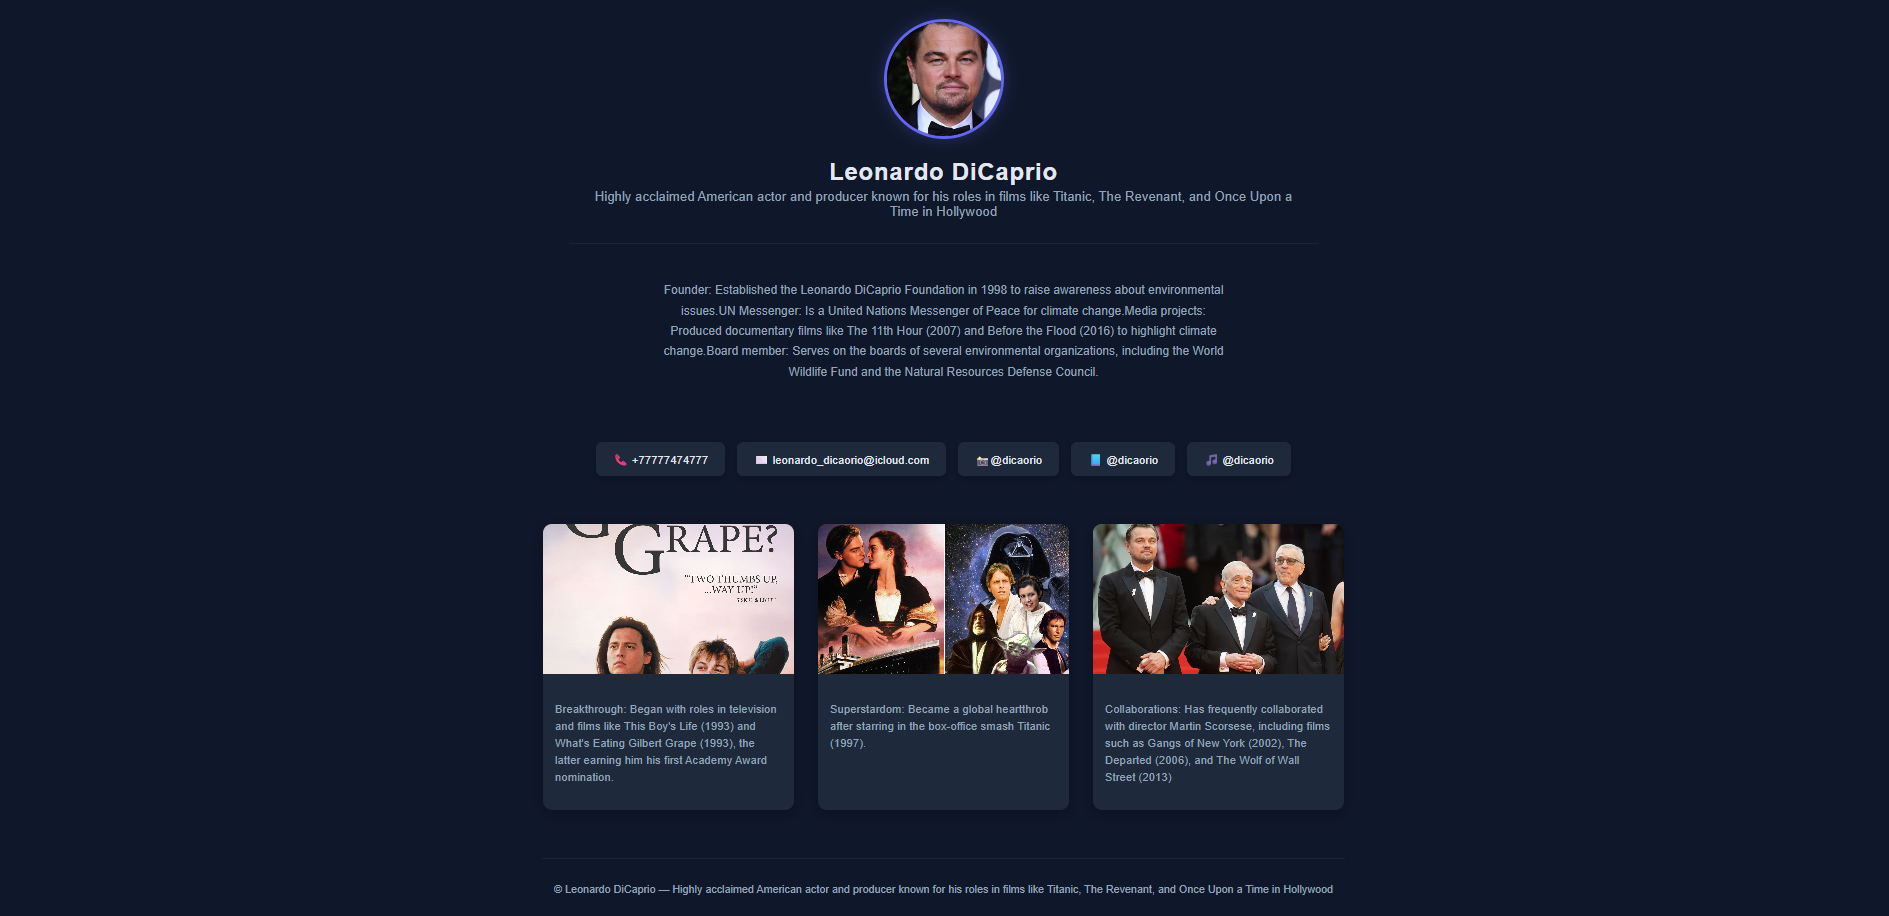 Leonardo DiCaprio
Highly acclaimed American actor and producer known for his roles in films like Titanic, The Revenant, and Once Upon a
Time in Hollywood
Founder: Established the Leonardo DiCaprio Foundation in 1998 to raise awareness about environmental
issues.UN Messenger: Is a United Nations Messenger of Peace for climate change.Media projects:
Produced documentary films like The 11th Hour (2007) and Before the Flood (2016) to highlight climate
change.Board member: Serves on the boards of several environmental organizations, including the World
Wildlife Fund and the Natural Resources Defense Council.
+77777474777
leonardo_dicaorio@icloud.com
@dicaorio
@dicaorio
@dicaorio
GRAPE?
"TWO THUMBS UP,
...WAY UP!"
Breakthrough: Began with roles in television
and films like This Boy's Life (1993) and
What's Eating Gilbert Grape (1993), the
latter earning him his first Academy Award
nomination.
Superstardom: Became a global heartthrob
after starring in the box-office smash Titanic
(1997).
Collaborations: Has frequently collaborated
with director Martin Scorsese, including films
such as Gangs of New York (2002), The
Departed (2006), and The Wolf of Wall
Street (2013)
© Leonardo DiCaprio — Highly acclaimed American actor and producer known for his roles in films like Titanic, The Revenant, and Once Upon a Time in Hollywood